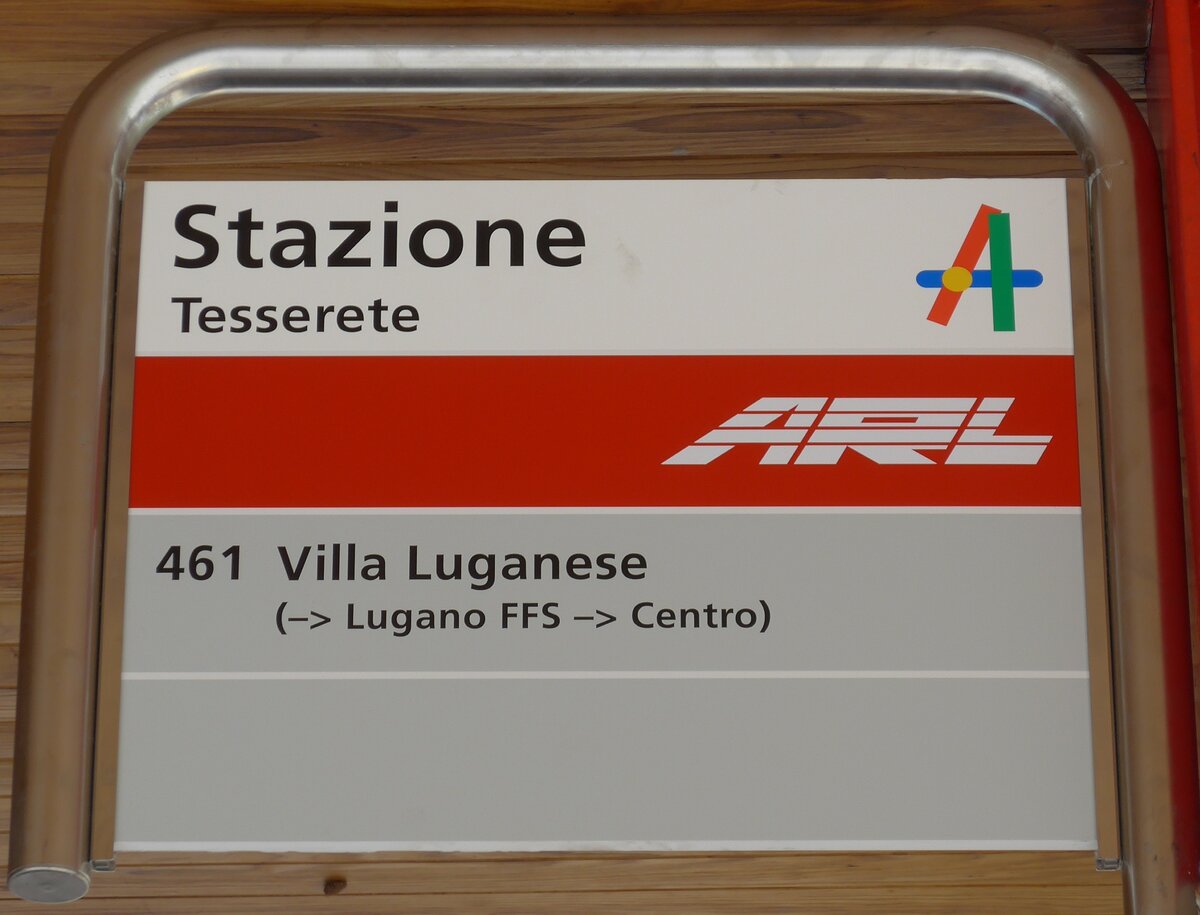 Stazione
Tesserete
ARL
461 Villa Luganese
(–> Lugano FFS –> Centro)